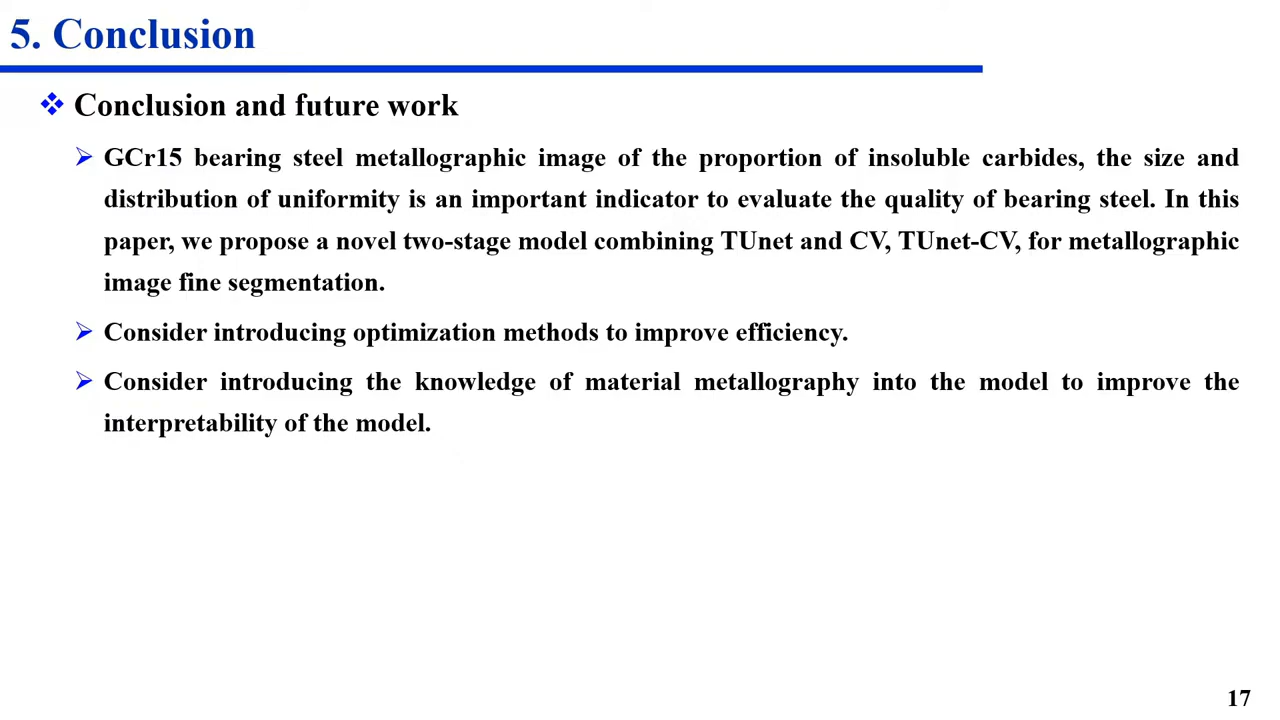 5. Conclusion
Conclusion and future work
GCr15 bearing steel metallographic image of the proportion of insoluble carbides, the size and
distribution of uniformity is an important indicator to evaluate the quality of bearing steel. In this
paper, we propose a novel two-stage model combining TUnet and CV, TUnet-CV, for metallographic
image fine segmentation.
Consider introducing optimization methods to improve efficiency.
Consider introducing the knowledge of material metallography into the model to improve the
interpretability of the model.
17